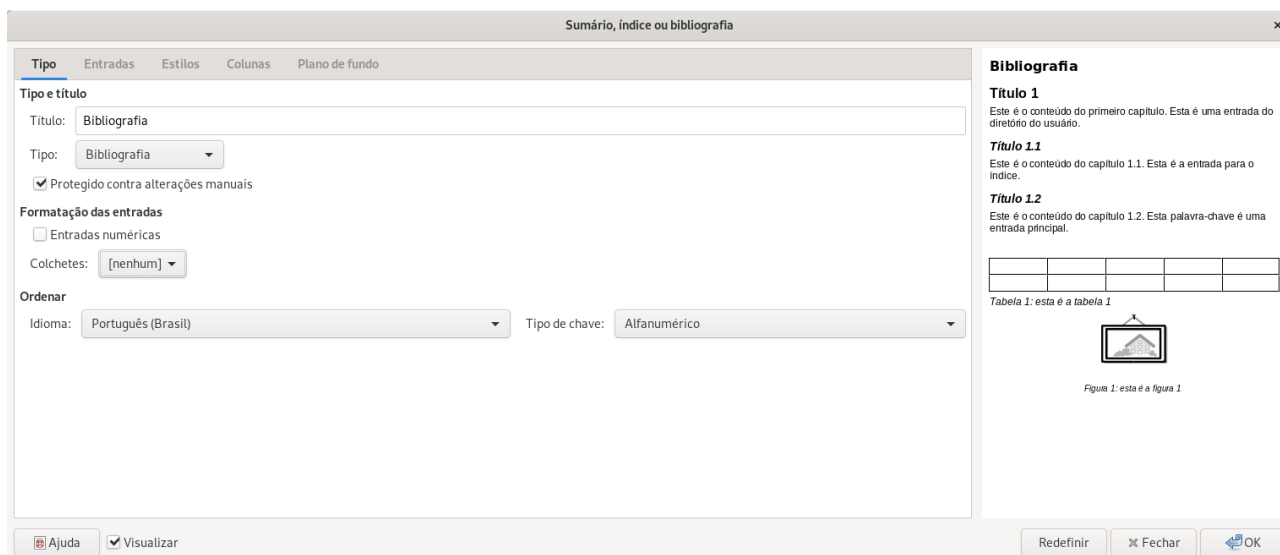 Sumário, índice ou bibliografia
Tipo Entradas Estilos Colunas Plano de fundo
Tipo e título
Título: Bibliografia
Tipo: Bibliografia
Protegido contra alterações manuais
Formatação das entradas
Entradas numéricas
Colchetes: [nenhum]
Ordenar
Idioma: Português (Brasil) Tipo de chave: Alfanumérico
Bibliografia
Título 1
Este é o conteúdo do primeiro capítulo. Esta é uma entrada do
diretório do usuário.
Título 1.1
Este é o conteúdo do capítulo 1.1. Esta é a entrada para o
índice.
Título 1.2
Este é o conteúdo do capítulo 1.2. Esta palavra-chave é uma
entrada principal.
Tabela 1: esta é a tabela 1
Figura 1: esta é a figura 1
Ajuda Visualizar Redefinir Fechar OK